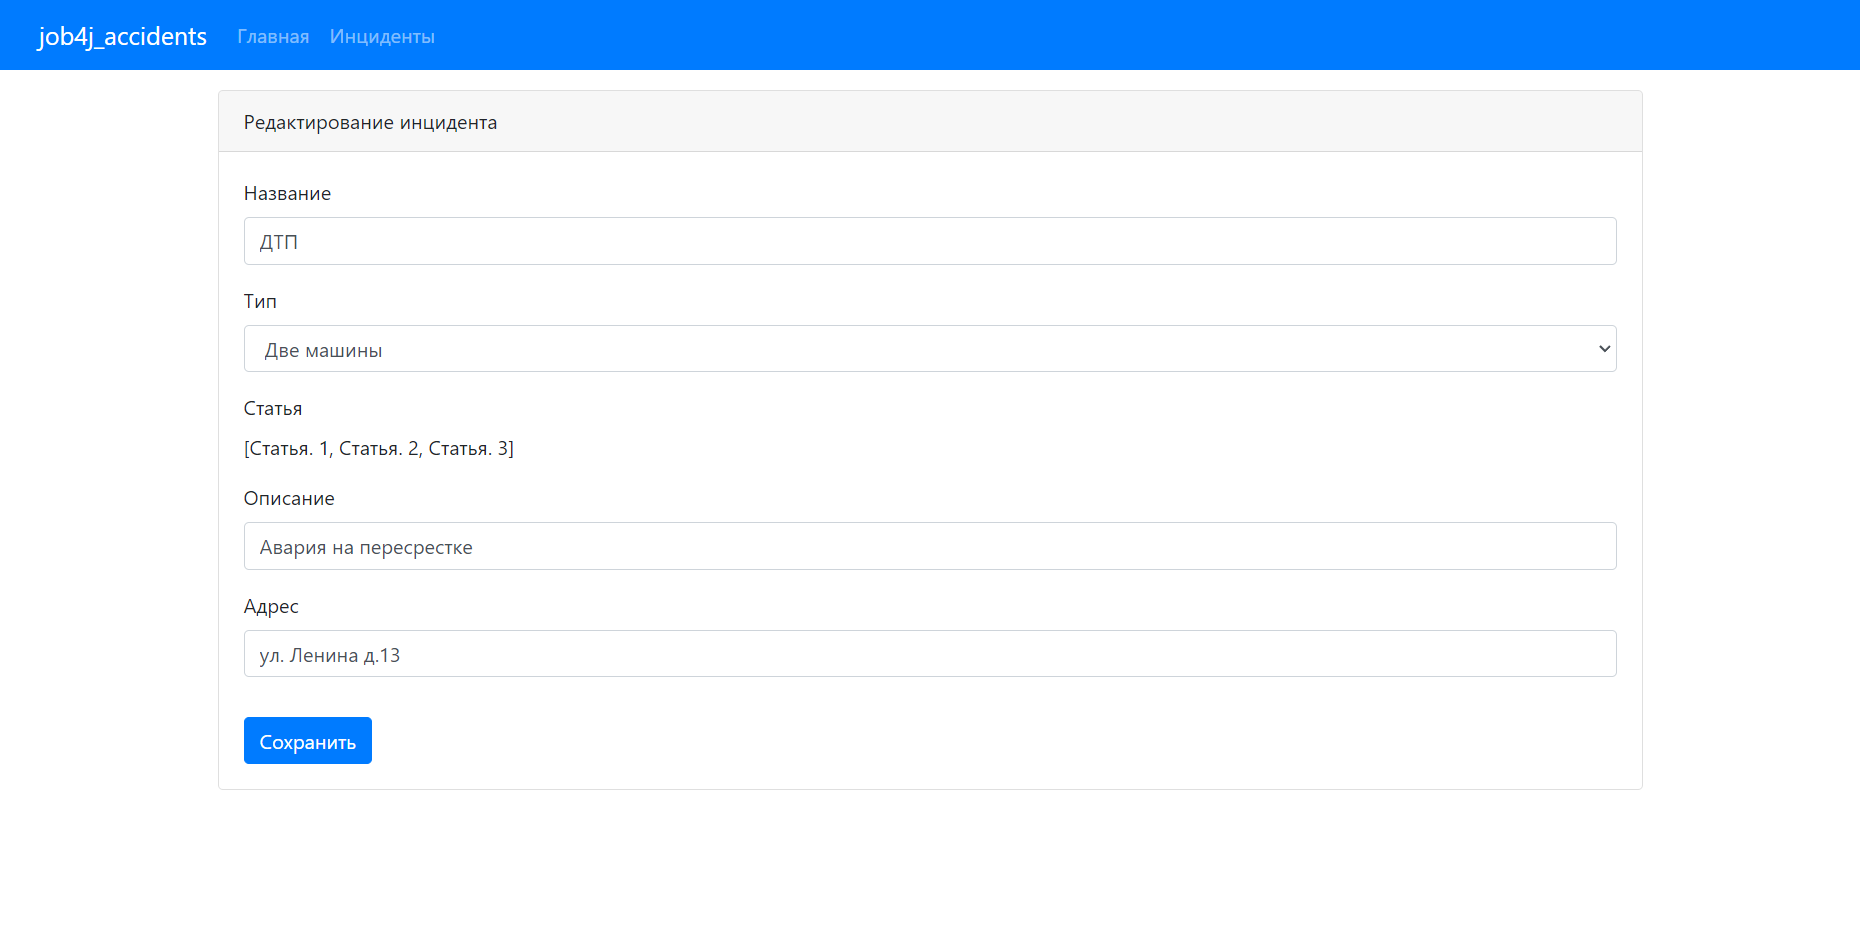 job4j_accidents Главная Инциденты
Редактирование инцидента
Название
ДТП
Тип
Две машины
Статья
[Статья. 1, Статья. 2, Статья. 3]
Описание
Авария на пересрестке
Адрес
ул. Ленина д.13
Сохранить